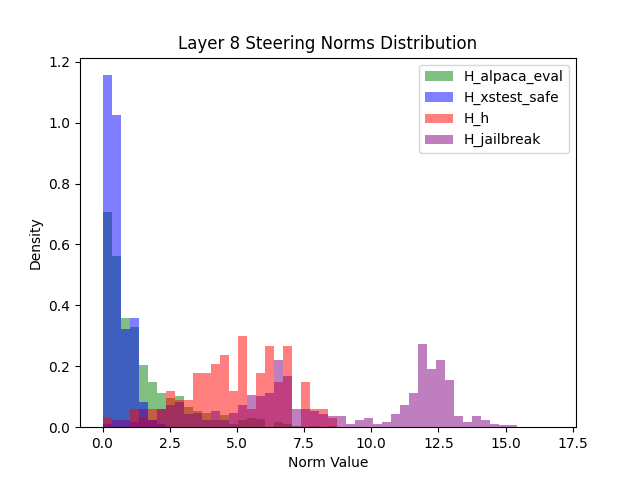 Layer 8 Steering Norms Distribution
H_alpaca_eval
H_xstest_safe
H_h
H_jailbreak
Density
1.2
1.0
0.8
0.6
0.4
0.2
0.0
0.0 2.5 5.0 7.5 10.0 12.5 15.0 17.5
Norm Value